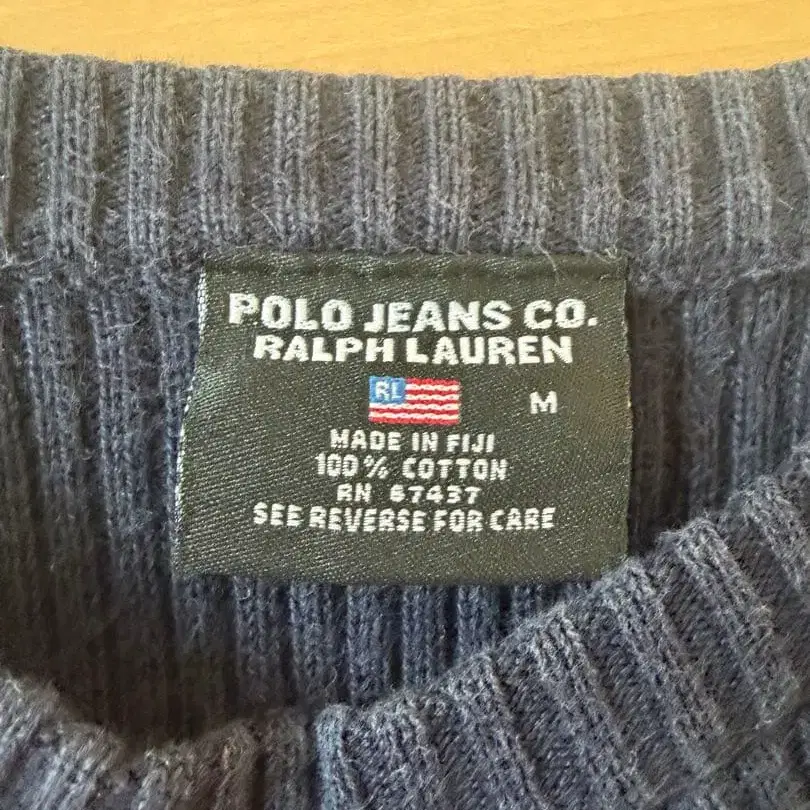 POLO JEANS CO.
RALPH LAUREN
RL
M
MADE IN FIJI
100% COTTON
RN 67437
SEE REVERSE FOR CARE